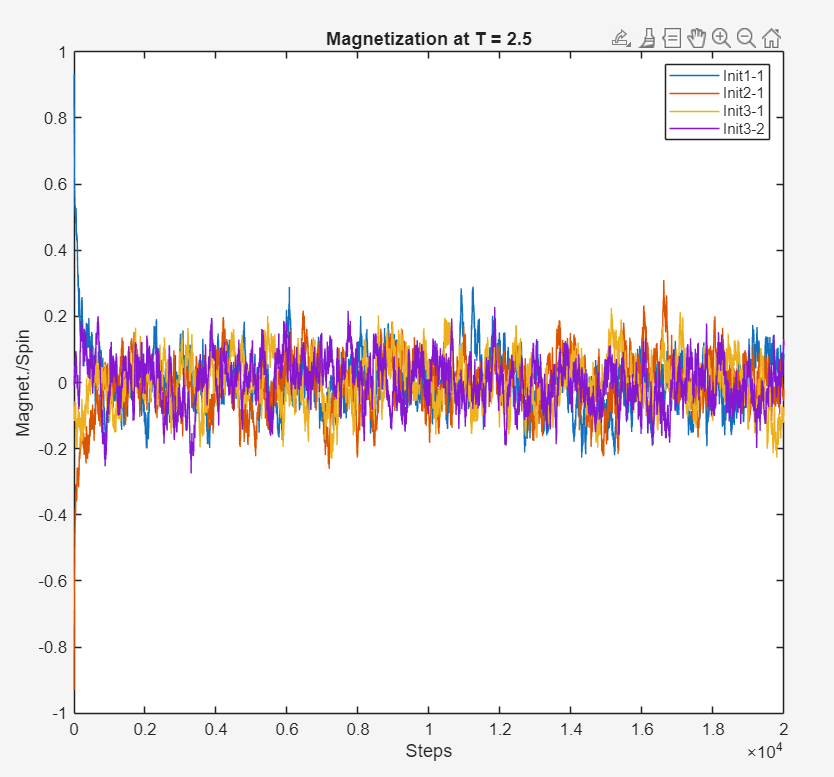 Magnetization at T = 2.5
Init1-1
Init2-1
Init3-1
Init3-2
1
0.8
0.6
0.4
0.2
0
-0.2
-0.4
-0.6
-0.8
-1
Magnet./Spin
0 0.2 0.4 0.6 0.8 1 1.2 1.4 1.6 1.8 2
Steps
×10⁴